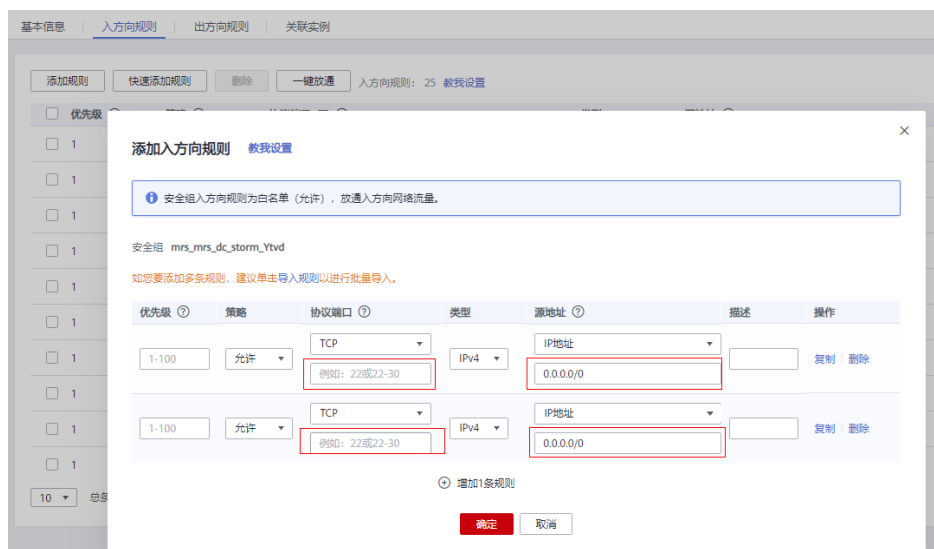 基本信息 入方向规则 出方向规则 关联实例
添加规则 快速添加规则 删除 一键放通 入方向规则: 25 教我设置
优先级
1
添加入方向规则 教我设置
1
安全组入方向规则为白名单（允许）, 放通入方向网络流量。
1
安全组 mrs_mrs_dc_storm_Ytvd
1
如您要添加多条规则, 建议单击导入规则以进行批量导入。
1
优先级 策略 协议端口 类型 源地址 描述 操作
1
TCP IP地址
1-100 允许 IPv4 复制 删除
例如: 22或22-30 0.0.0.0/0
1
1
TCP IP地址
1-100 允许 IPv4 复制 删除
例如: 22或22-30 0.0.0.0/0
1
1
增加1条规则
10 总条
确定 取消